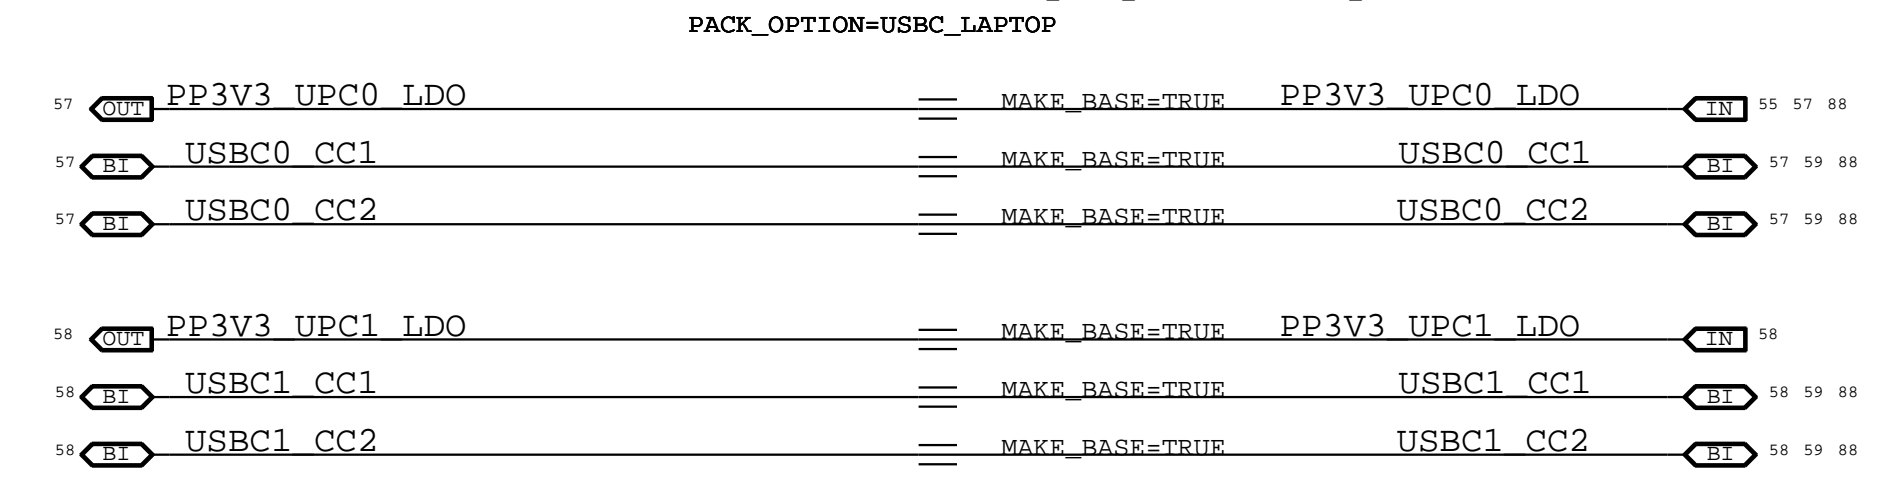 PACK_OPTION=USBC_LAPTOP
57 OUT PP3V3_UPC0_LDO MAKE_BASE=TRUE PP3V3_UPC0_LDO IN 55 57 88
57 BI USBC0_CC1 MAKE_BASE=TRUE USBC0_CC1 BI 57 59 88
57 BI USBC0_CC2 MAKE_BASE=TRUE USBC0_CC2 BI 57 59 88
58 OUT PP3V3_UPC1_LDO MAKE_BASE=TRUE PP3V3_UPC1_LDO IN 58
58 BI USBC1_CC1 MAKE_BASE=TRUE USBC1_CC1 BI 58 59 88
58 BI USBC1_CC2 MAKE_BASE=TRUE USBC1_CC2 BI 58 59 88